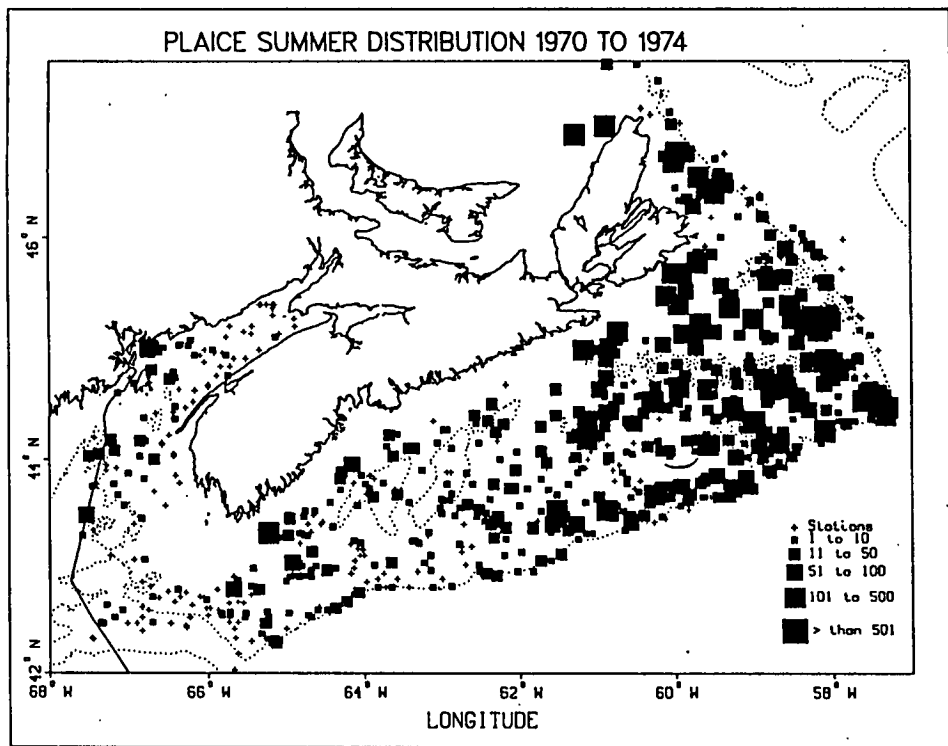 PLAICE SUMMER DISTRIBUTION 1970 TO 1974
46° N
44° N
42° N
+ Stations
1 to 10
11 to 50
51 to 100
101 to 500
> than 501
68° W 66° W 64° W 62° W 60° W 58° W
LONGITUDE